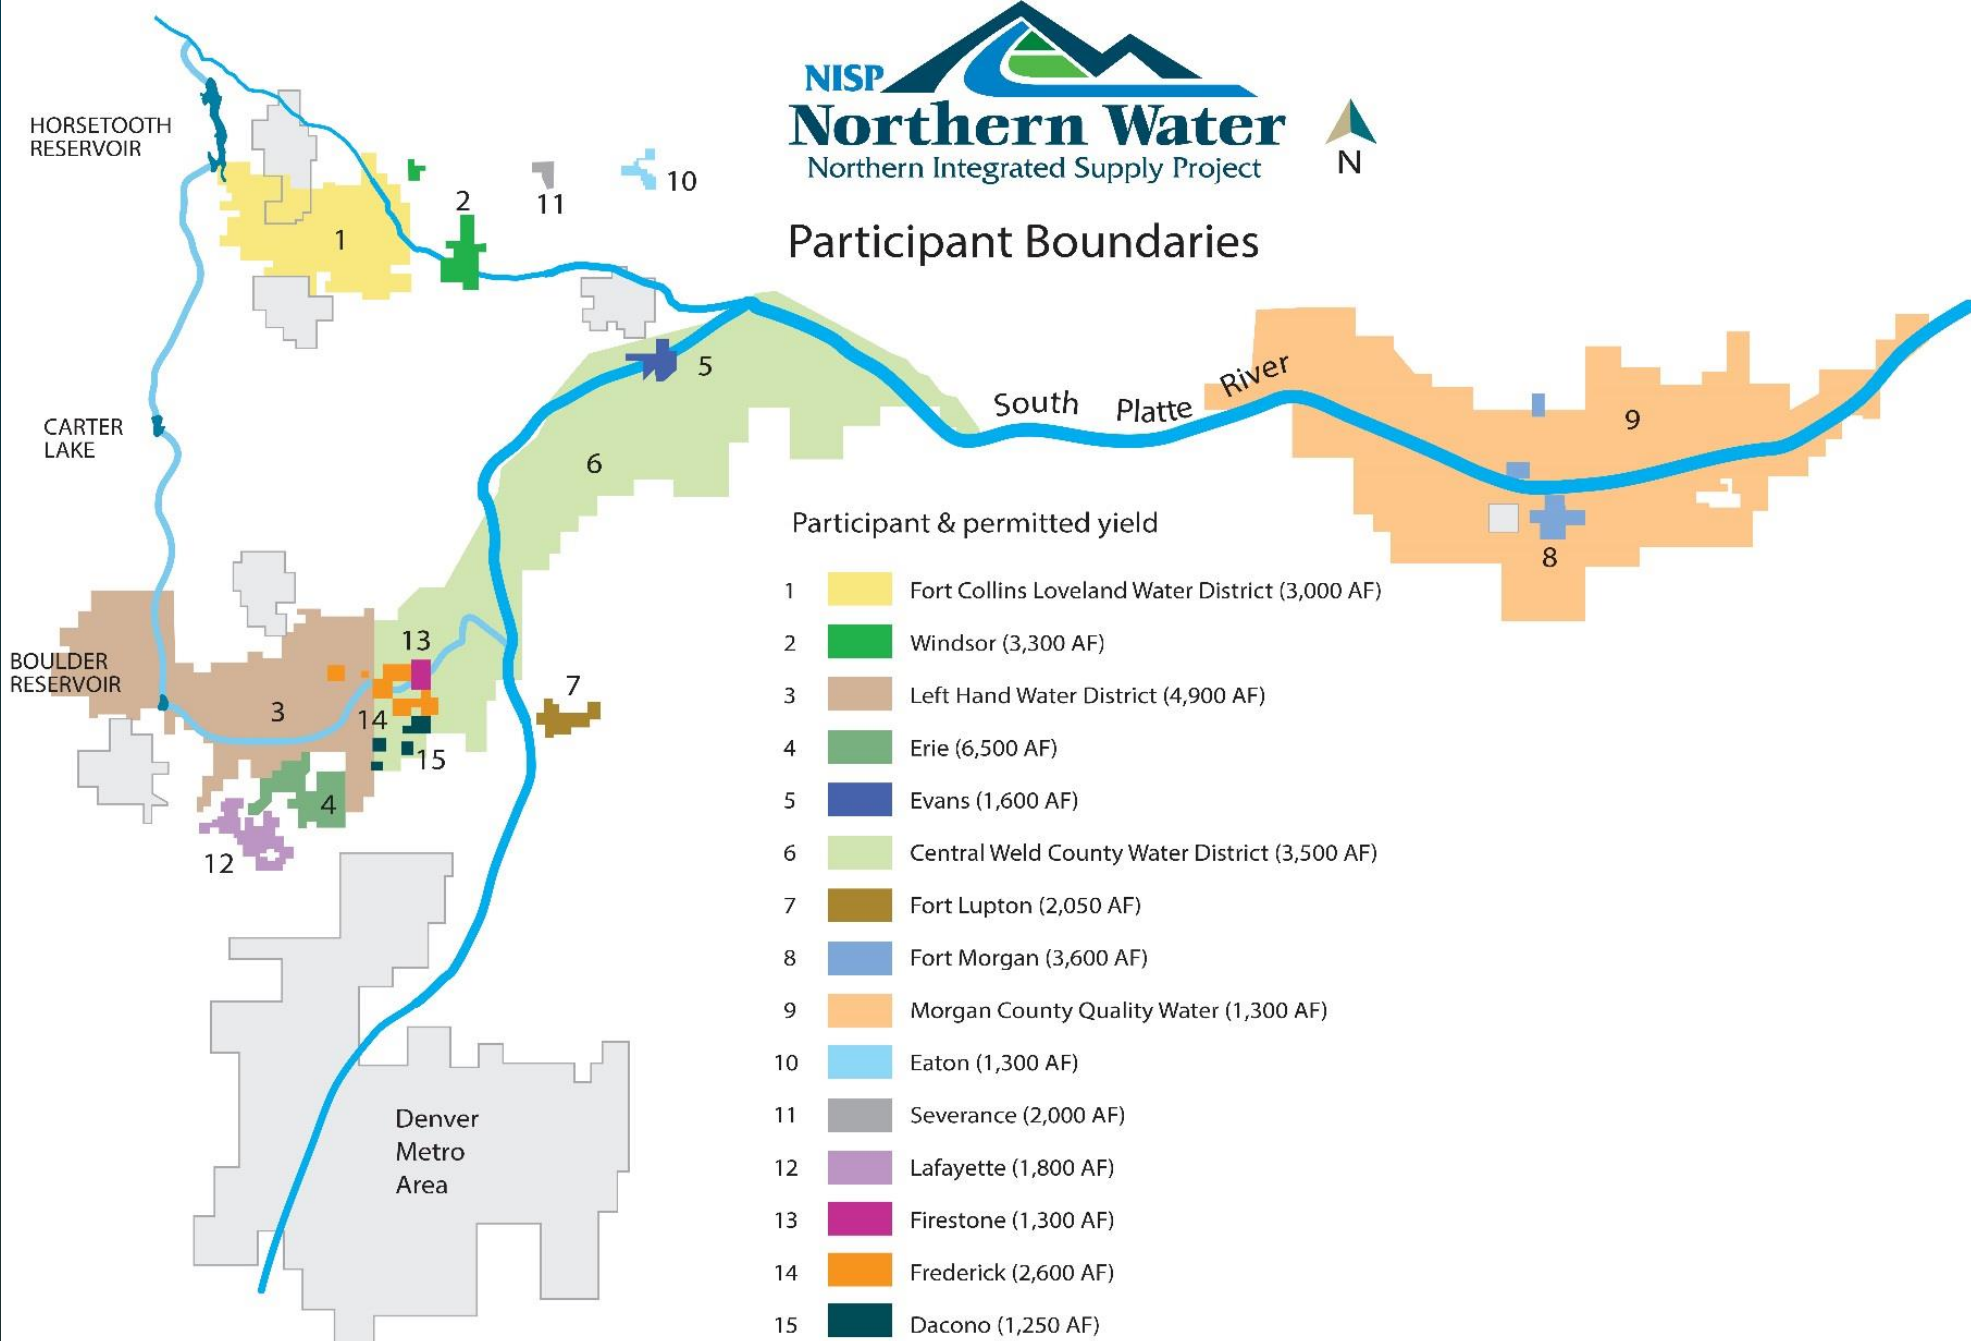 NISP
Northern Water
Northern Integrated Supply Project
N
Participant Boundaries
HORSETOOTH
RESERVOIR
CARTER
LAKE
BOULDER
RESERVOIR
1
2
11
10
5
6
South Platte River
9
8
13
7
3
14
15
4
12
Denver
Metro
Area
Participant & permitted yield
1 Fort Collins Loveland Water District (3,000 AF)
2 Windsor (3,300 AF)
3 Left Hand Water District (4,900 AF)
4 Erie (6,500 AF)
5 Evans (1,600 AF)
6 Central Weld County Water District (3,500 AF)
7 Fort Lupton (2,050 AF)
8 Fort Morgan (3,600 AF)
9 Morgan County Quality Water (1,300 AF)
10 Eaton (1,300 AF)
11 Severance (2,000 AF)
12 Lafayette (1,800 AF)
13 Firestone (1,300 AF)
14 Frederick (2,600 AF)
15 Dacono (1,250 AF)